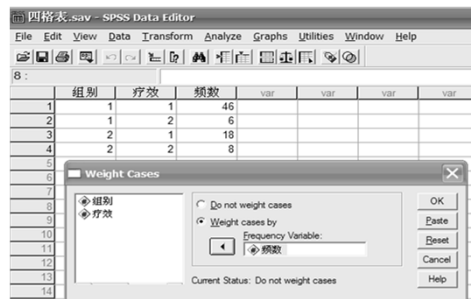 四格表.sav - SPSS Data Editor
File Edit View Data Transform Analyze Graphs Utilities Window Help
8 :
组别 疗效 频数 var var var var
1 1 1 46
2 1 2 6
3 2 1 18
4 2 2 8
5
6
7
8
9
10
11
12
13
14
Weight Cases
组别
疗效
Do not weight cases
Weight cases by
Frequency Variable:
频数
Current Status: Do not weight cases
OK
Paste
Reset
Cancel
Help